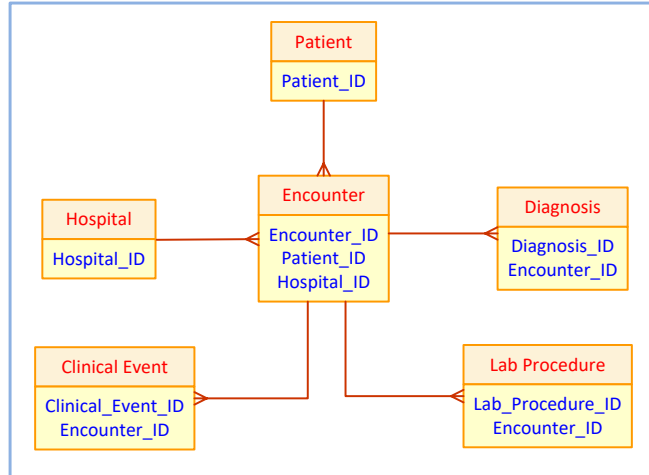 Patient
Patient_ID
Encounter
Encounter_ID
Patient_ID
Hospital_ID
Hospital
Hospital_ID
Diagnosis
Diagnosis_ID
Encounter_ID
Clinical Event
Clinical_Event_ID
Encounter_ID
Lab Procedure
Lab_Procedure_ID
Encounter_ID